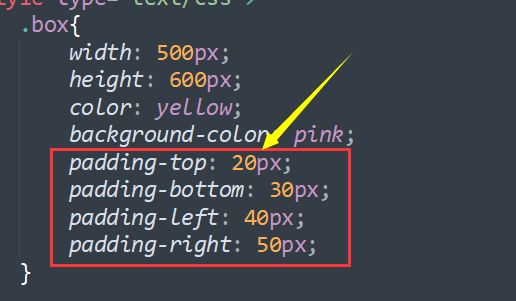 style type="text/css">
.box{
width: 500px;
height: 600px;
color: yellow;
background-color: pink;
padding-top: 20px;
padding-bottom: 30px;
padding-left: 40px;
padding-right: 50px;
}